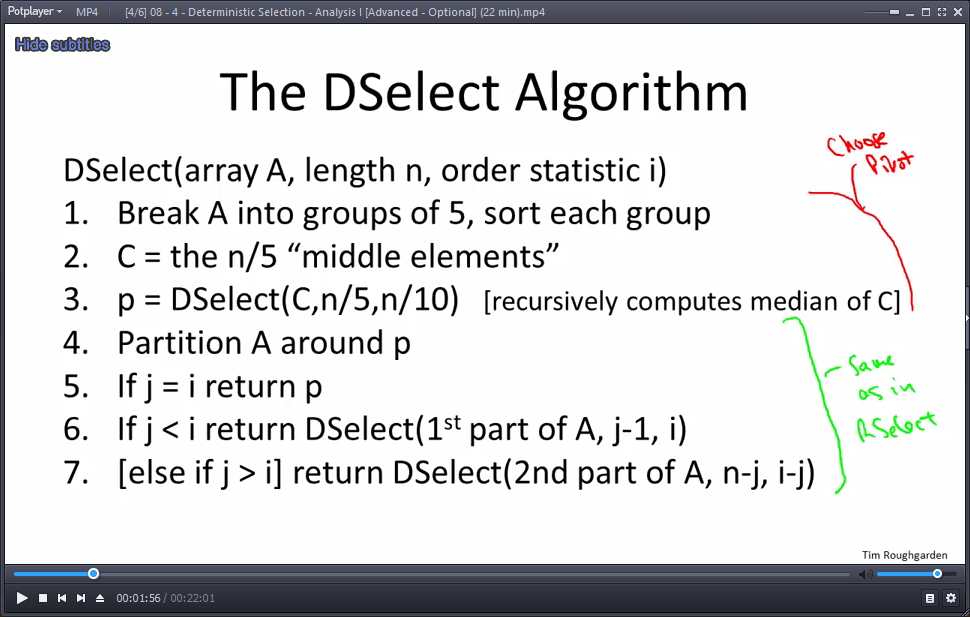 Potplayer MP4 [4/6] 08 - 4 - Deterministic Selection - Analysis I [Advanced - Optional] (22 min).mp4
Hide subtitles
The DSelect Algorithm
Choose
Pivot
DSelect(array A, length n, order statistic i)
1. Break A into groups of 5, sort each group
2. C = the n/5 “middle elements”
3. p = DSelect(C,n/5,n/10) [recursively computes median of C]
4. Partition A around p
5. If j = i return p
6. If j < i return DSelect(1st part of A, j-1, i)
7. [else if j > i] return DSelect(2nd part of A, n-j, i-j)
Same
as in
RSelect
Tim Roughgarden
00:01:56 / 00:22:01